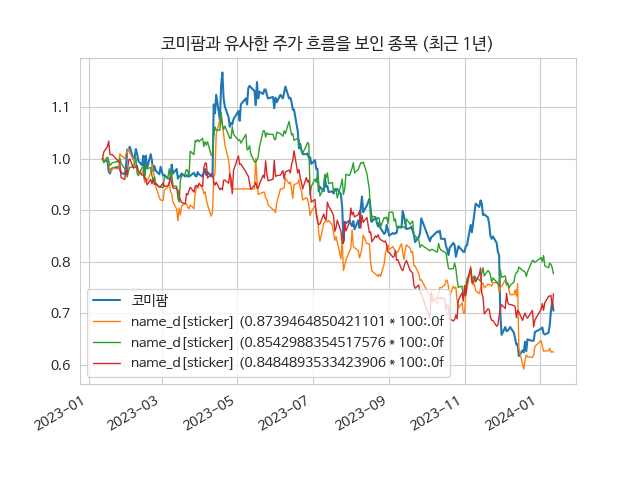 코미팜과 유사한 주가 흐름을 보인 종목 (최근 1년)
1.1
1.0
0.9
0.8
0.7
0.6
코미팜
name_d[sticker] (0.8739464850421101 * 100:.0f
name_d[sticker] (0.8542988354517576 * 100:.0f
name_d[sticker] (0.8484893533423906 * 100:.0f
2023-01
2023-03
2023-05
2023-07
2023-09
2023-11
2024-01